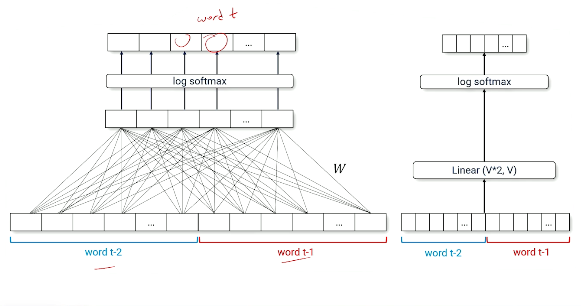 word t
...
log softmax
...
log softmax
...
W
Linear (V*2, V)
...
...
...
...
word t-2
word t-1
word t-2
word t-1